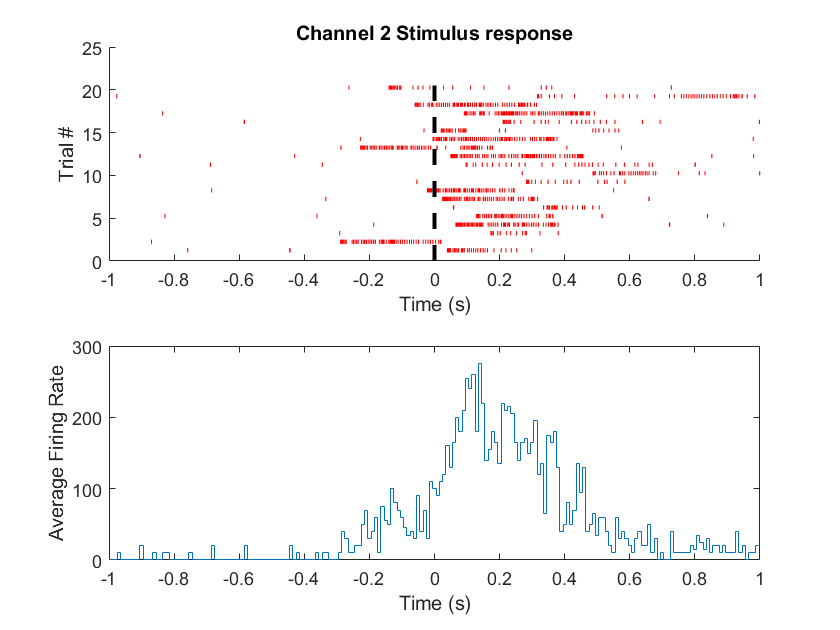 Channel 2 Stimulus response
25
20
15
10
5
0
Trial #
-1 -0.8 -0.6 -0.4 -0.2 0 0.2 0.4 0.6 0.8 1
Time (s)
300
200
100
0
Average Firing Rate
-1 -0.8 -0.6 -0.4 -0.2 0 0.2 0.4 0.6 0.8 1
Time (s)